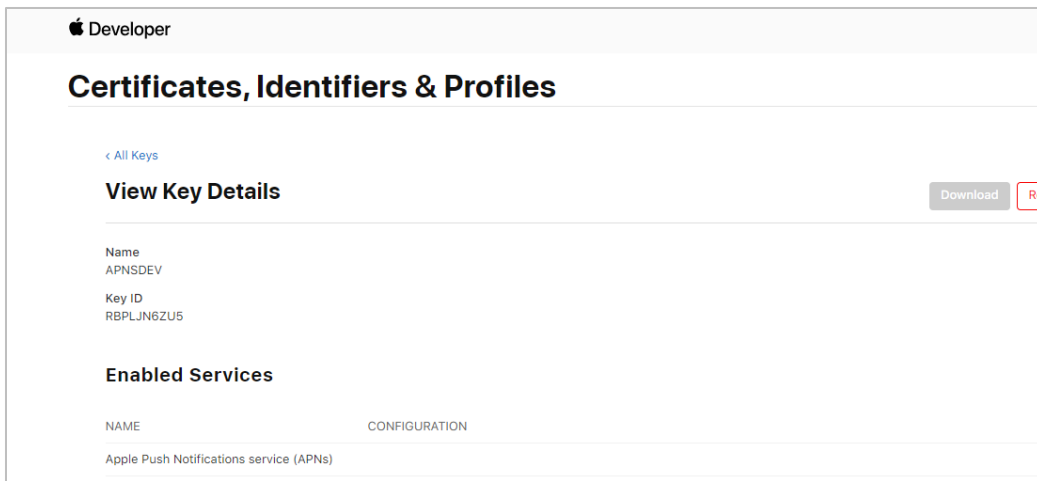 Developer
Certificates, Identifiers & Profiles
‹ All Keys
View Key Details
Download
Name
APNSDEV
Key ID
RBPLJN6ZU5
Enabled Services
NAME CONFIGURATION
Apple Push Notifications service (APNs)